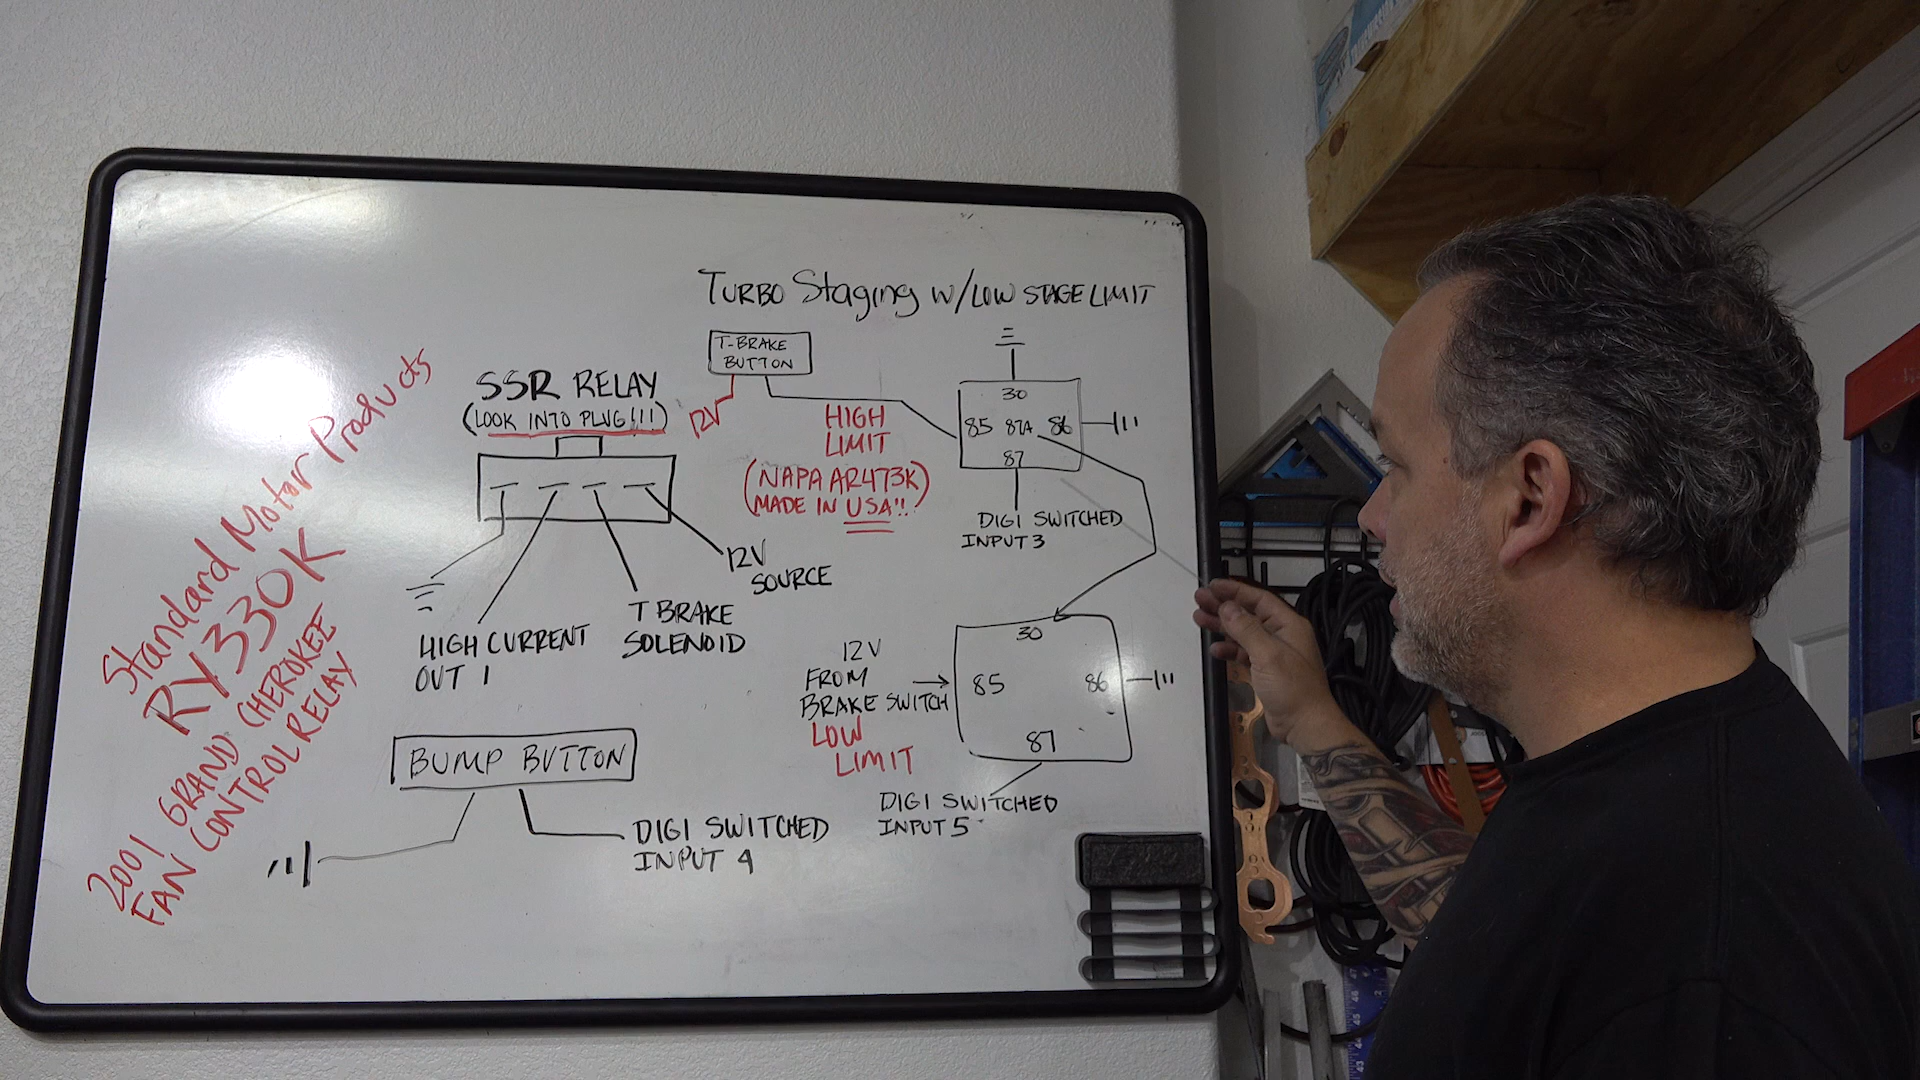 TURBO STAGING W/LOW STAGE LIMIT
T-BRAKE
BUTTON
12V
SSR RELAY
(LOOK INTO PLUG!!!)
12V
SOURCE
T BRAKE
SOLENOID
HIGH CURRENT
OUT 1
HIGH
LIMIT
(NAPA AR473K)
MADE IN USA!!
30
85 87A 86
87
DIGI SWITCHED
INPUT 3
30
85 86
87
12V
FROM
BRAKE SWITCH
LOW
LIMIT
DIGI SWITCHED
INPUT 5
BUMP BUTTON
DIGI SWITCHED
INPUT 4
Standard Motor Products
RY330K
2001 GRAND CHEROKEE
FAN CONTROL RELAY